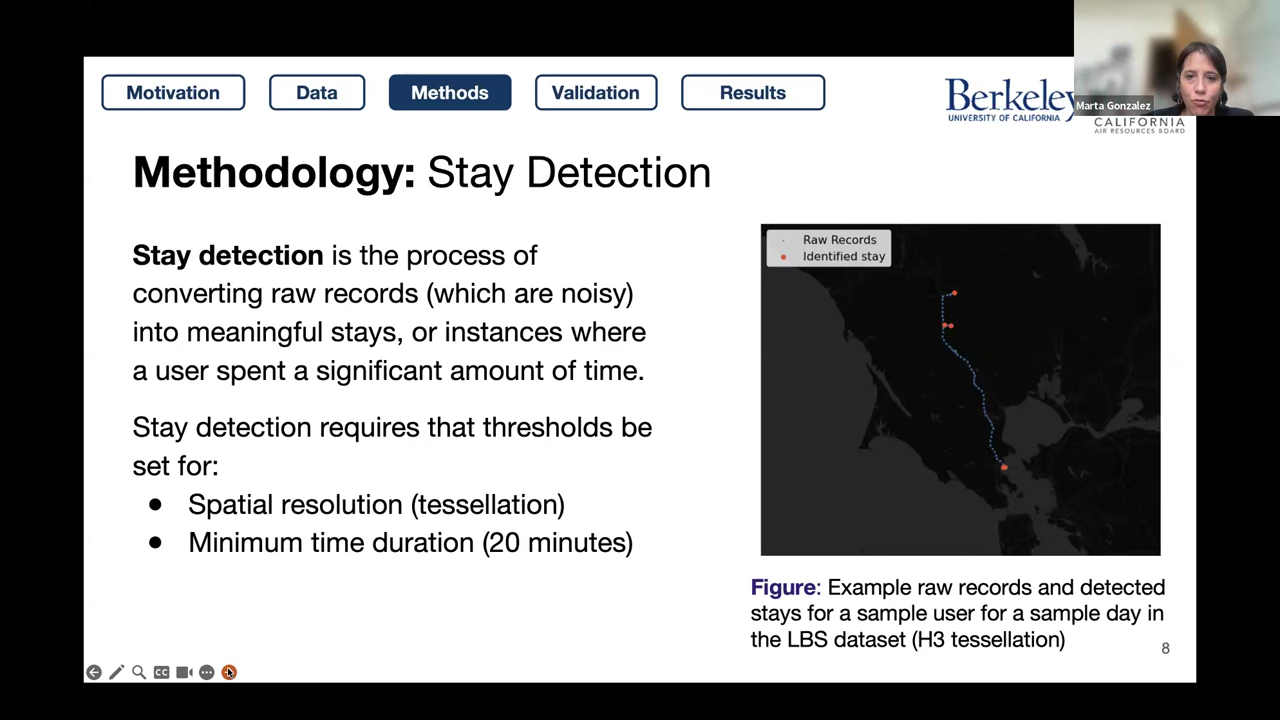 Motivation
Data
Methods
Validation
Results
Berkeley
UNIVERSITY OF CALIFORNIA
Marta Gonzalez
CALIFORNIA
AIR RESOURCES BOARD
Methodology: Stay Detection
Stay detection is the process of
converting raw records (which are noisy)
into meaningful stays, or instances where
a user spent a significant amount of time.
Stay detection requires that thresholds be
set for:
● Spatial resolution (tessellation)
● Minimum time duration (20 minutes)
Raw Records
Identified stay
Figure: Example raw records and detected
stays for a sample user for a sample day in
the LBS dataset (H3 tessellation)
8
CC